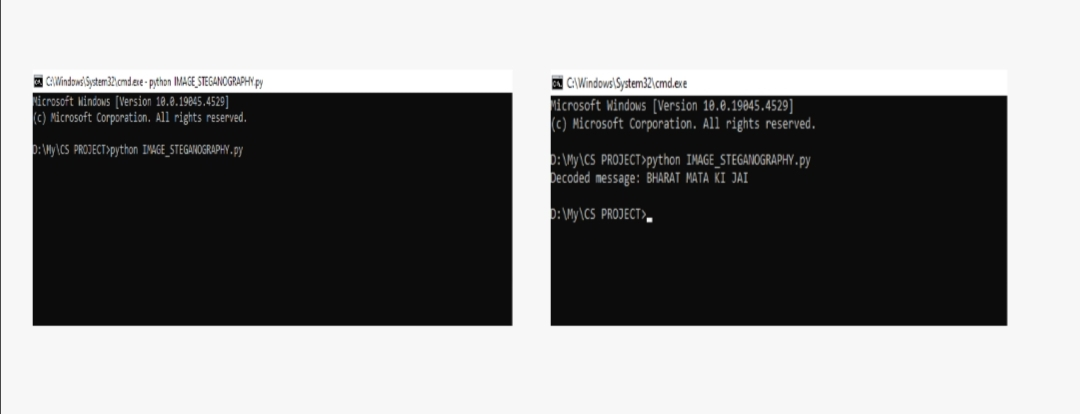 C:\Windows\System32\cmd.exe - python IMAGE_STEGANOGRAPHY.py
Microsoft Windows [Version 10.0.19045.4529]
(c) Microsoft Corporation. All rights reserved.
D:\My\CS PROJECT>python IMAGE_STEGANOGRAPHY.py
C:\Windows\System32\cmd.exe
Microsoft Windows [Version 10.0.19045.4529]
(c) Microsoft Corporation. All rights reserved.
D:\My\CS PROJECT>python IMAGE_STEGANOGRAPHY.py
Decoded message: BHARAT MATA KI JAI
D:\My\CS PROJECT>